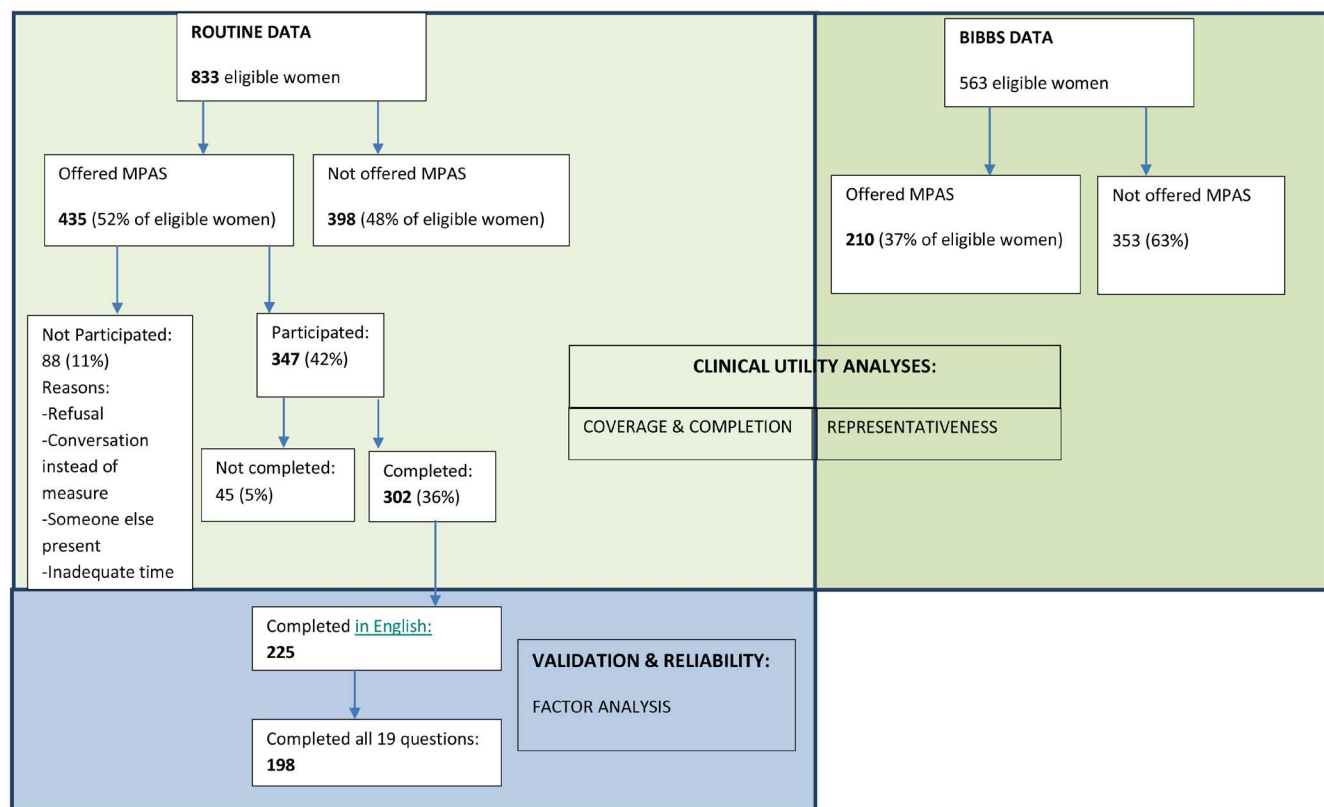 ROUTINE DATA
833 eligible women
BIBBS DATA
563 eligible women
Offered MPAS
435 (52% of eligible women)
Not offered MPAS
398 (48% of eligible women)
Offered MPAS
210 (37% of eligible women)
Not offered MPAS
353 (63%)
Not Participated:
88 (11%)
Reasons:
-Refusal
-Conversation
instead of
measure
-Someone else
present
-Inadequate time
Participated:
347 (42%)
CLINICAL UTILITY ANALYSES:
COVERAGE & COMPLETION
REPRESENTATIVENESS
Not completed:
45 (5%)
Completed:
302 (36%)
Completed in English:
225
VALIDATION & RELIABILITY:
FACTOR ANALYSIS
Completed all 19 questions:
198